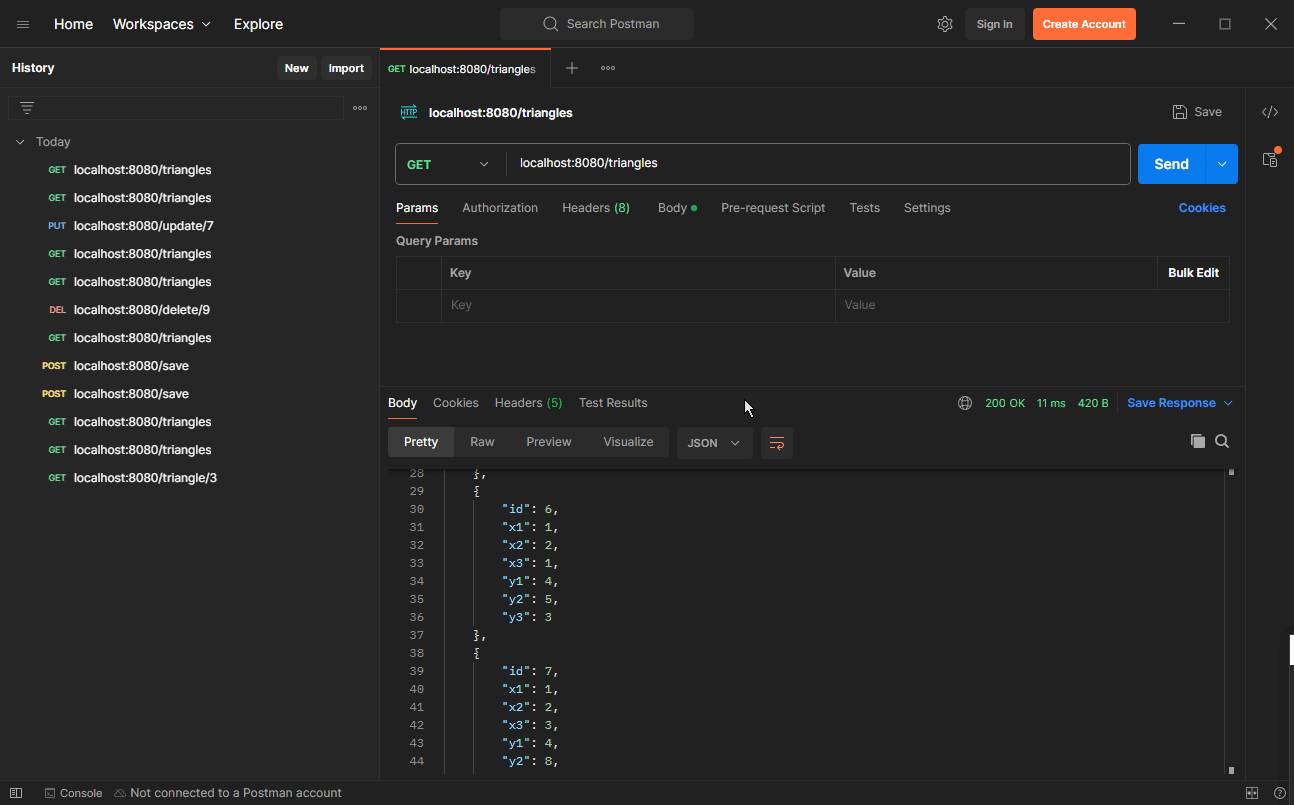 Home Workspaces Explore Search Postman Sign In Create Account
History New Import
GET localhost:8080/triangles
HTTP localhost:8080/triangles Save
Today
GET localhost:8080/triangles
GET localhost:8080/triangles
PUT localhost:8080/update/7
GET localhost:8080/triangles
GET localhost:8080/triangles
DEL localhost:8080/delete/9
GET localhost:8080/triangles
POST localhost:8080/save
POST localhost:8080/save
GET localhost:8080/triangles
GET localhost:8080/triangles
GET localhost:8080/triangle/3
GET localhost:8080/triangles Send
Params Authorization Headers (8) Body Pre-request Script Tests Settings Cookies
Query Params
Key Value Bulk Edit
Key Value
Body Cookies Headers (5) Test Results 200 OK 11 ms 420 B Save Response
Pretty Raw Preview Visualize JSON
28 },
29 {
30 "id": 6,
31 "x1": 1,
32 "x2": 2,
33 "x3": 1,
34 "y1": 4,
35 "y2": 5,
36 "y3": 3
37 },
38 {
39 "id": 7,
40 "x1": 1,
41 "x2": 2,
42 "x3": 3,
43 "y1": 4,
44 "y2": 8,
Console Not connected to a Postman account